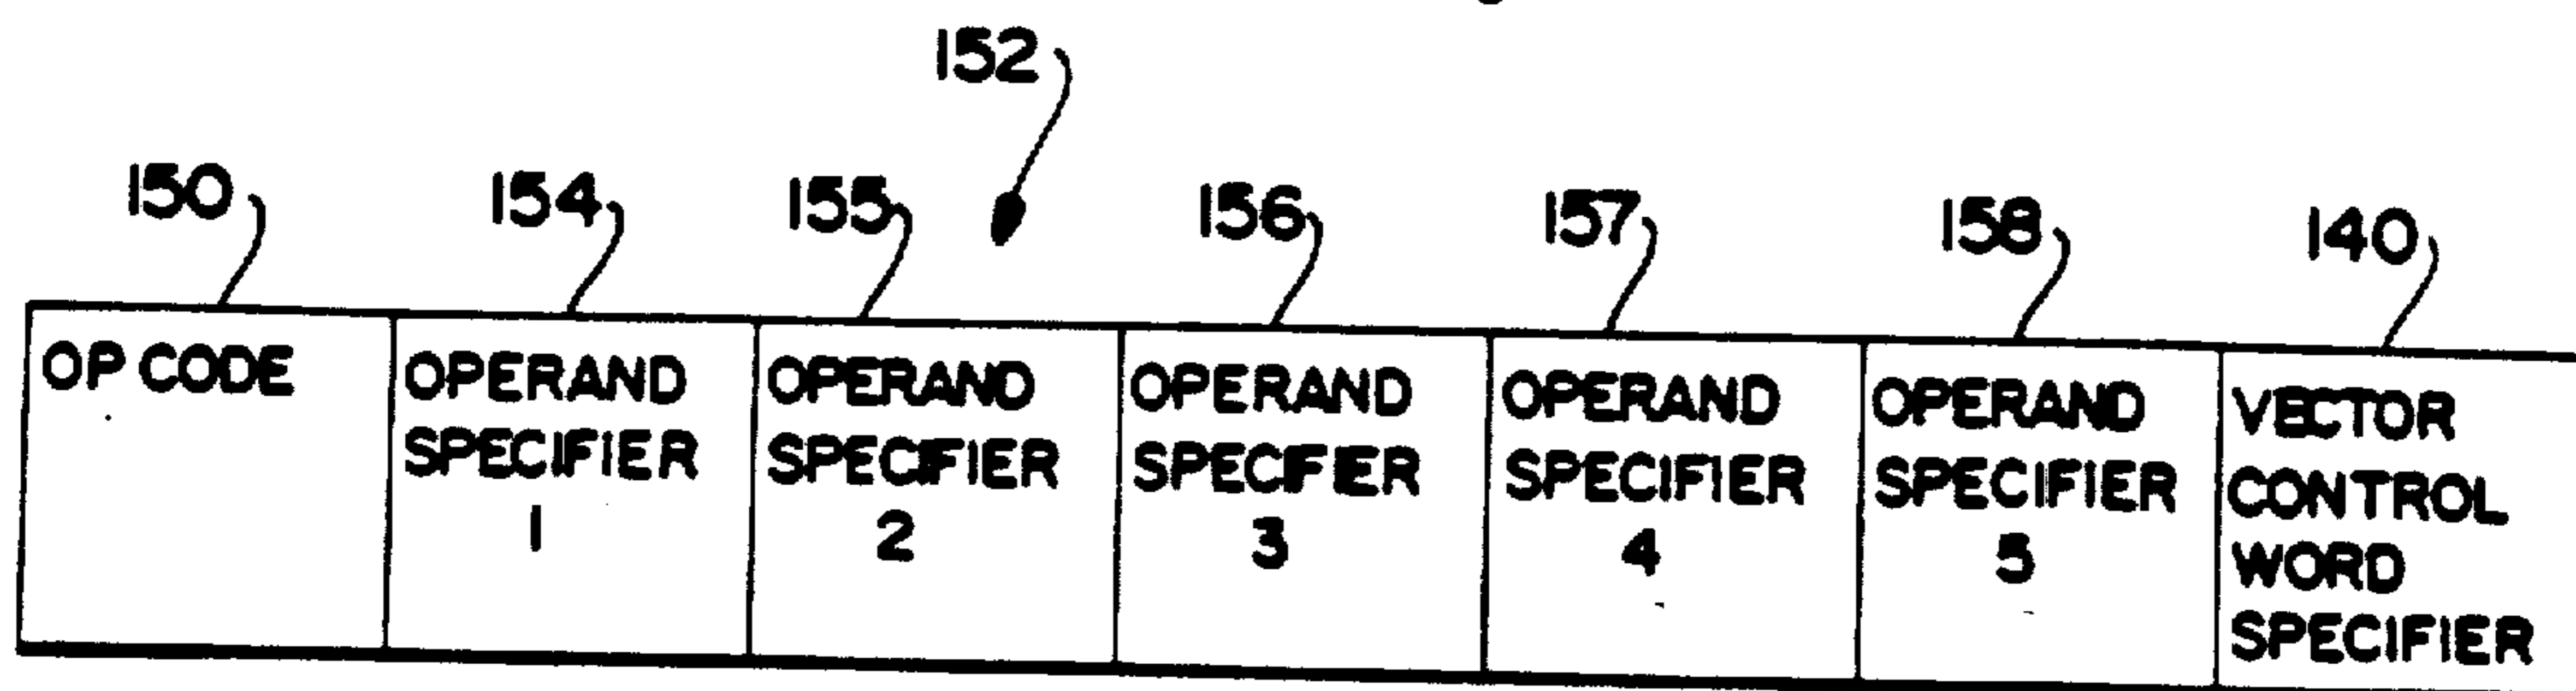 152
150
154
155
156
157
158
140
OP CODE
OPERAND
SPECIFIER
1
OPERAND
SPECIFIER
2
OPERAND
SPECIFIER
3
OPERAND
SPECIFIER
4
OPERAND
SPECIFIER
5
VECTOR
CONTROL
WORD
SPECIFIER